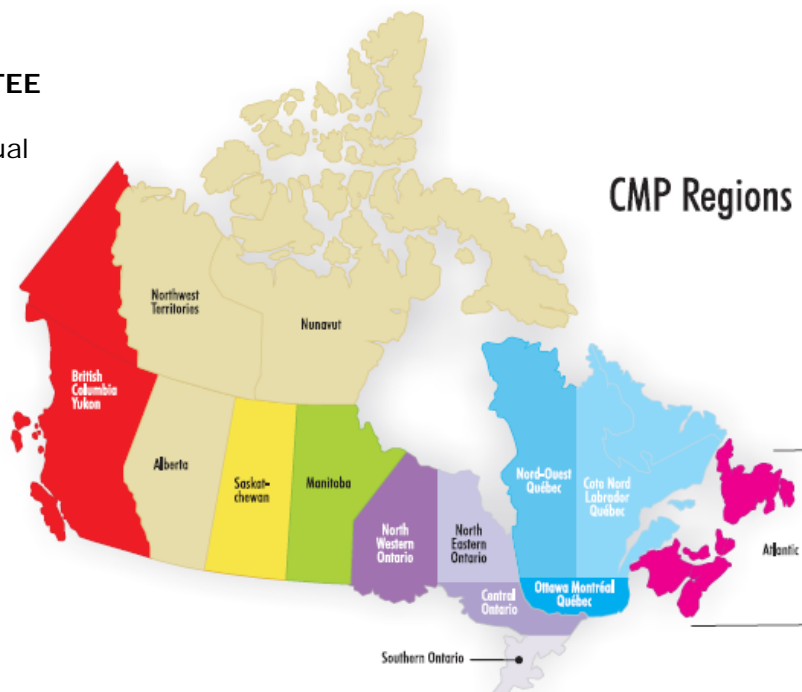 TEE
ual
CMP Regions
Northwest
Territories
Nunavut
British
Columbia
Yukon
Alberta
Saskat-
chewan
Manitoba
North
Western
Ontario
North
Eastern
Ontario
Nord-Ouest
Québec
Cote Nord
Labrador
Québec
Atlantic
Central
Ontario
Ottawa Montréal
Québec
Southern Ontario